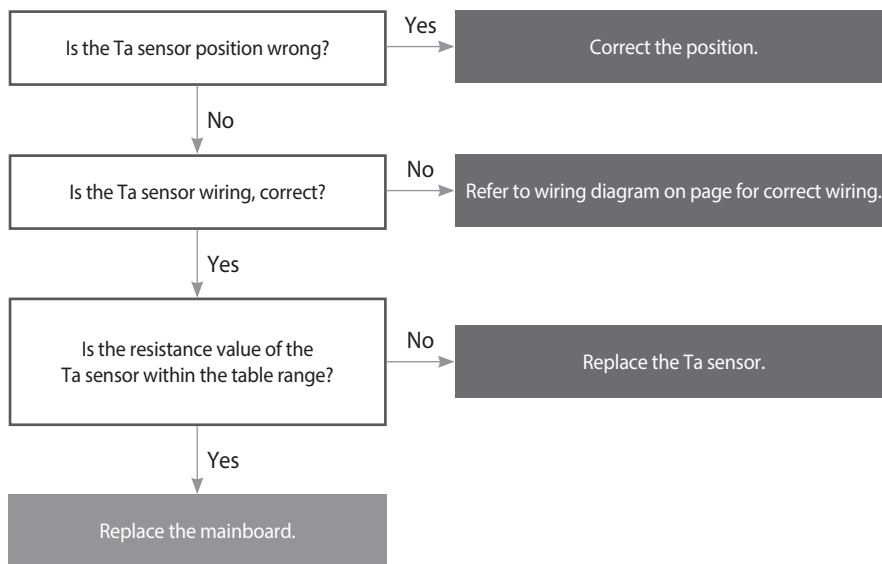 Is the Ta sensor position wrong?
Yes
Correct the position.
No
Is the Ta sensor wiring, correct?
No
Refer to wiring diagram on page for correct wiring.
Yes
Is the resistance value of the
Ta sensor within the table range?
No
Replace the Ta sensor.
Yes
Replace the mainboard.